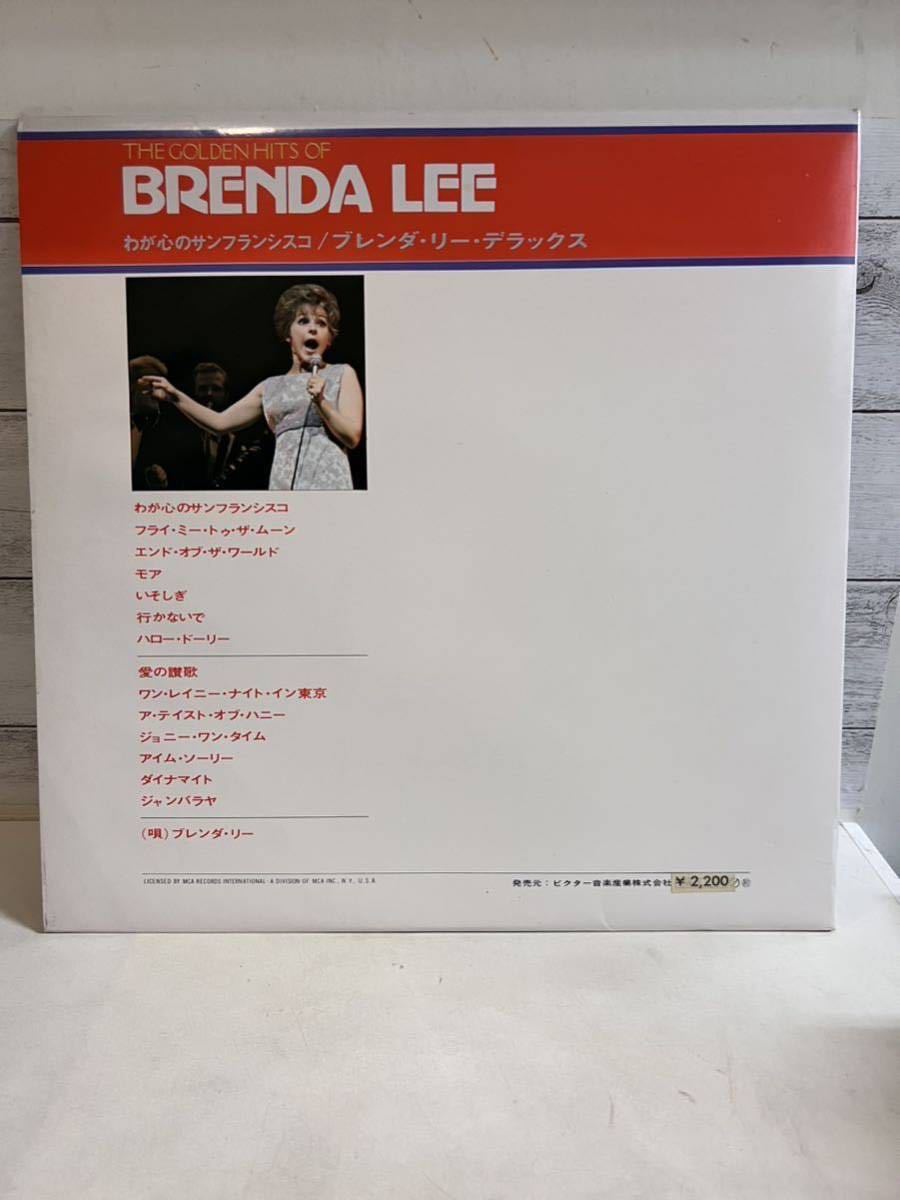 THE GOLDEN HITS OF
BRENDA LEE
わが心のサンフランシスコ/ブレンダ・リー・デラックス
わが心のサンフランシスコ
フライ・ミー・トゥ・ザ・ムーン
エンド・オブ・ザ・ワールド
モア
いそしぎ
行かないで
ハロー・ドーリー
愛の讃歌
ワン・レイニー・ナイト・イン東京
ア・テイスト・オブ・ハニー
ジョニー・ワン・タイム
アイム・ソーリー
ダイナマイト
ジャンバラヤ
(唄)ブレンダ・リー
LICENSED BY MCA RECORDS INTERNATIONAL・A DIVISION OF MCA INC., N.Y., U.S.A.
発売元：ビクター音楽産業株式会社 ¥2,200